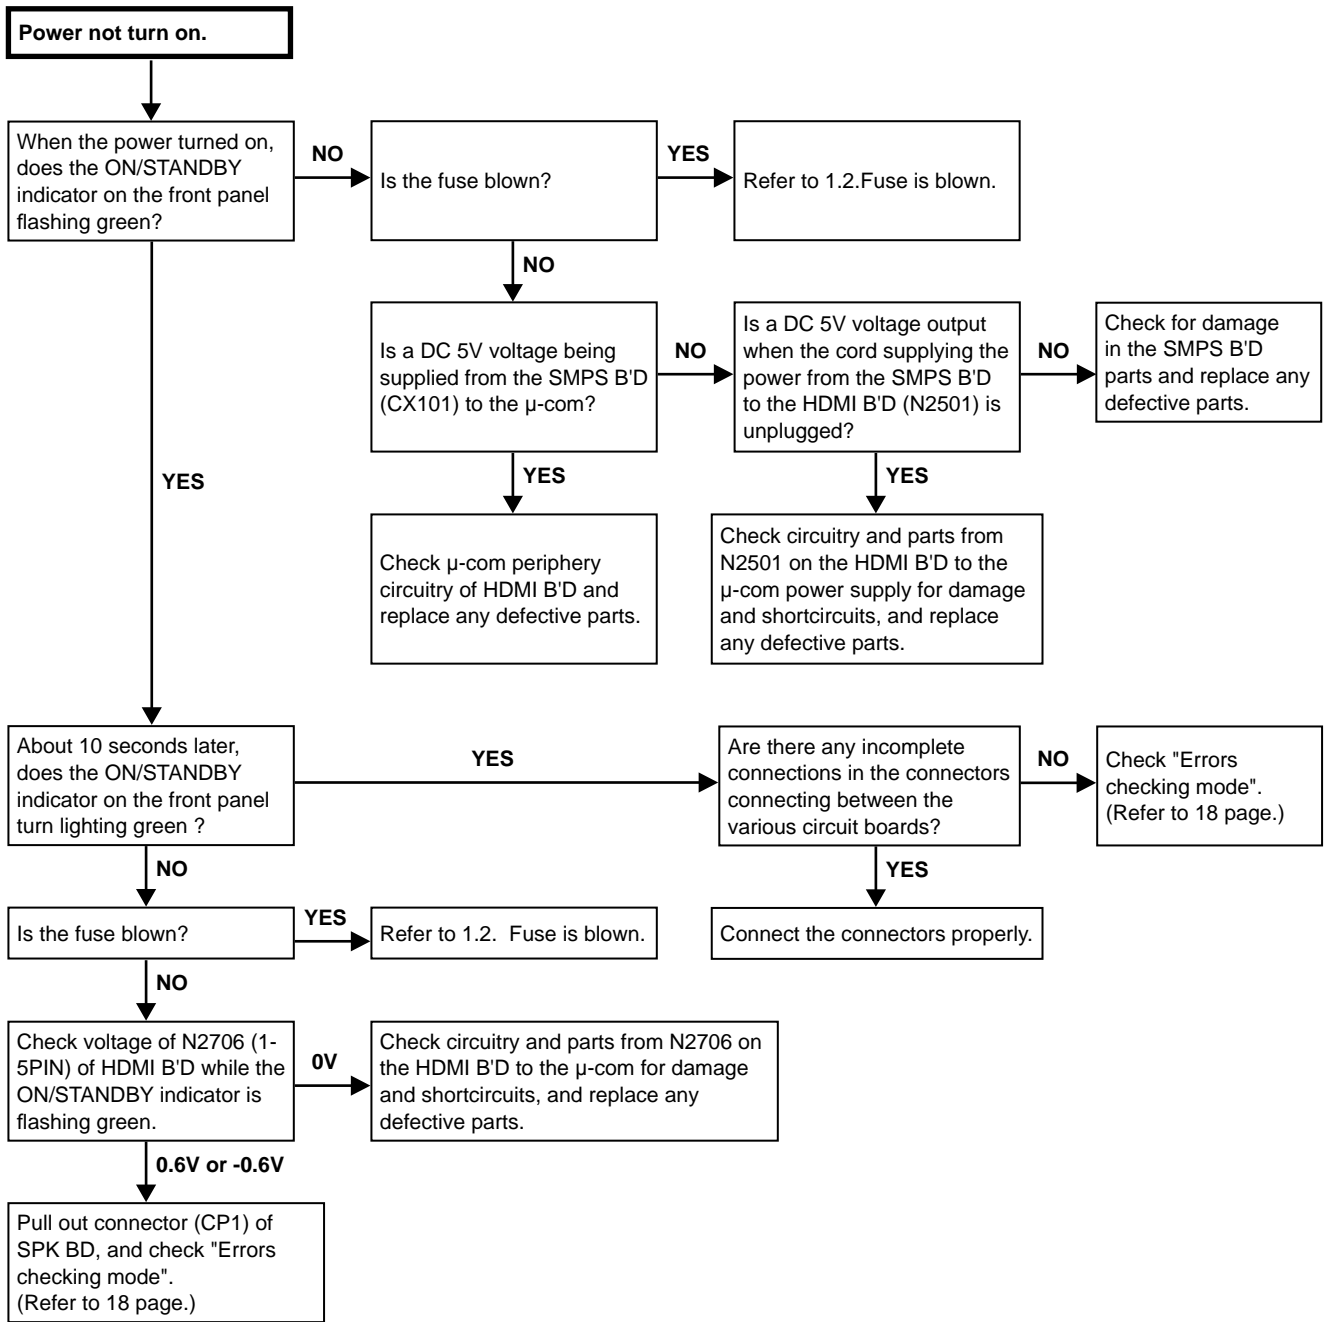 Power not turn on.
When the power turned on,
does the ON/STANDBY
indicator on the front panel
flashing green?
NO
Is the fuse blown?
YES
Refer to 1.2.Fuse is blown.
NO
Is a DC 5V voltage being
supplied from the SMPS B'D
(CX101) to the µ-com?
NO
Is a DC 5V voltage output
when the cord supplying the
power from the SMPS B'D
to the HDMI B'D (N2501) is
unplugged?
NO
Check for damage
in the SMPS B'D
parts and replace any
defective parts.
YES
YES
YES
Check µ-com periphery
circuitry of HDMI B'D and
replace any defective parts.
Check circuitry and parts from
N2501 on the HDMI B'D to the
µ-com power supply for damage
and shortcircuits, and replace
any defective parts.
About 10 seconds later,
does the ON/STANDBY
indicator on the front panel
turn lighting green ?
YES
Are there any incomplete
connections in the connectors
connecting between the
various circuit boards?
NO
Check "Errors
checking mode".
(Refer to 18 page.)
NO
YES
Is the fuse blown?
YES
Refer to 1.2.  Fuse is blown.
Connect the connectors properly.
NO
Check voltage of N2706 (1-
5PIN) of HDMI B'D while the
ON/STANDBY indicator is
flashing green.
0V
Check circuitry and parts from N2706 on
the HDMI B'D to the µ-com for damage
and shortcircuits, and replace any
defective parts.
0.6V or -0.6V
Pull out connector (CP1) of
SPK BD, and check "Errors
checking mode".
(Refer to 18 page.)